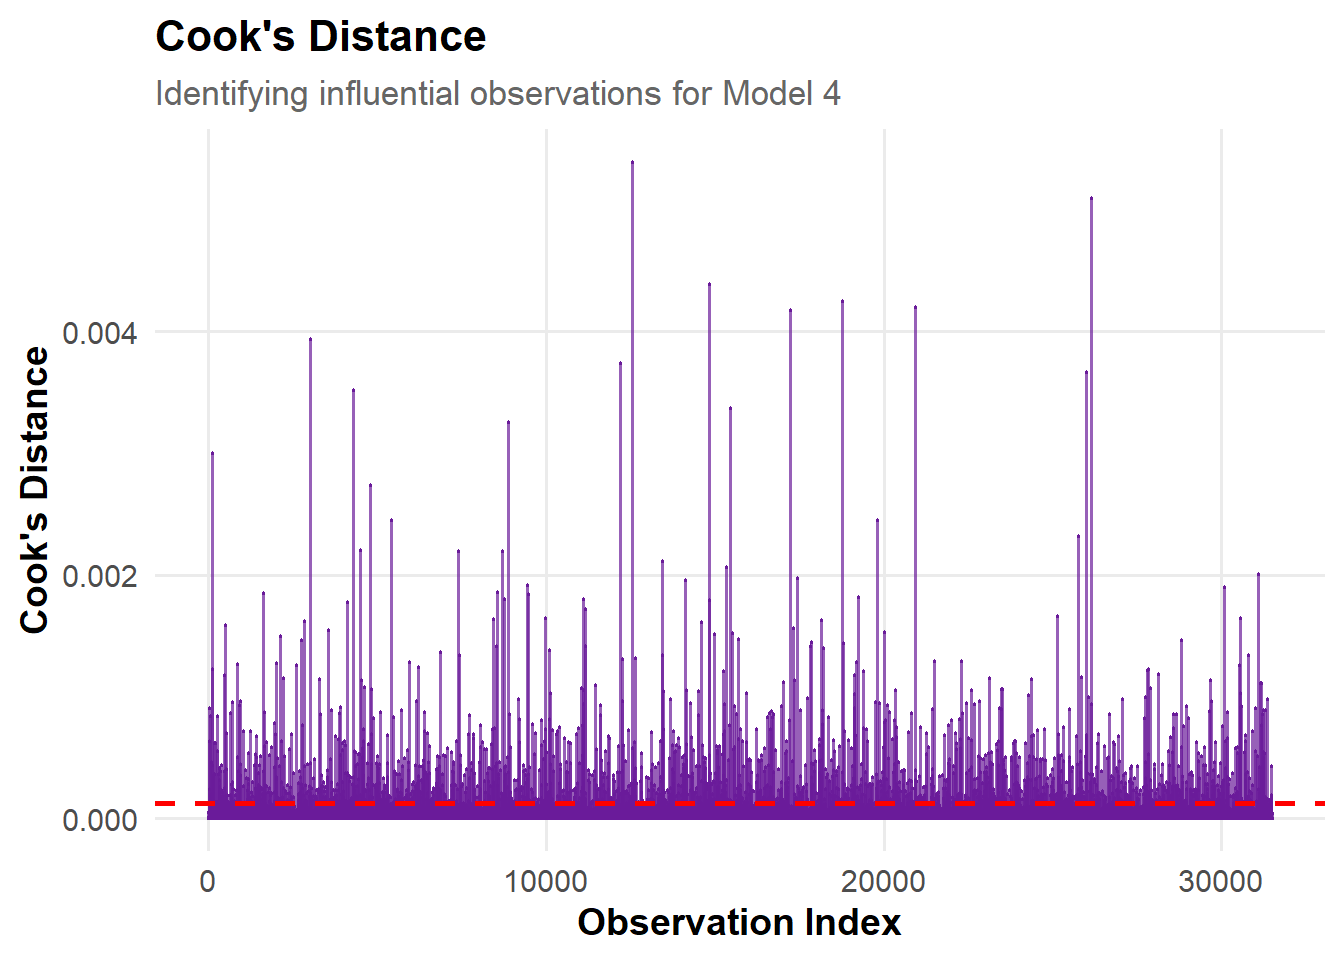 Cook's Distance
Identifying influential observations for Model 4
Cook's Distance
0.004
0.002
0.000
0
10000
20000
30000
Observation Index